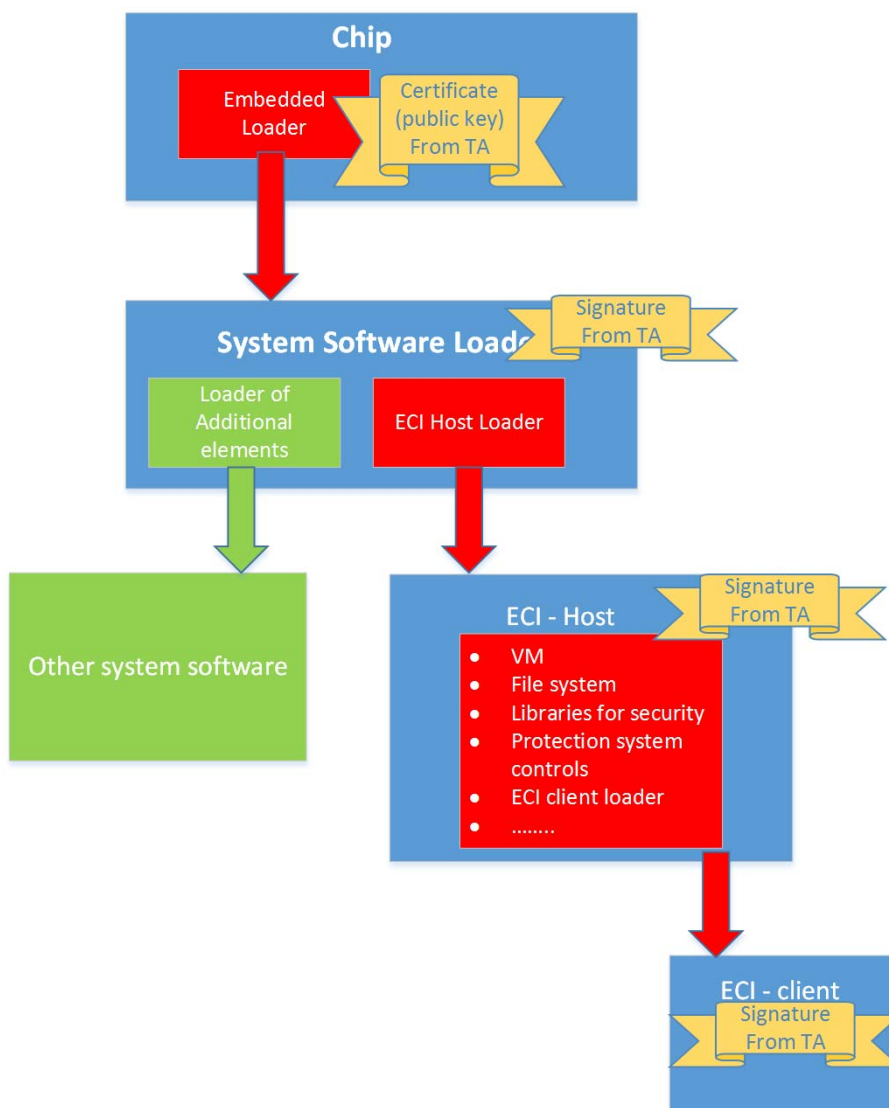 Chip
Embedded
Loader
Certificate
(public key)
From TA
System Software Loade
Signature
From TA
Loader of
Additional
elements
ECI Host Loader
Other system software
ECI - Host
Signature
From TA
● VM
● File system
● Libraries for security
● Protection system
controls
● ECI client loader
● ........
ECI - client
Signature
From TA